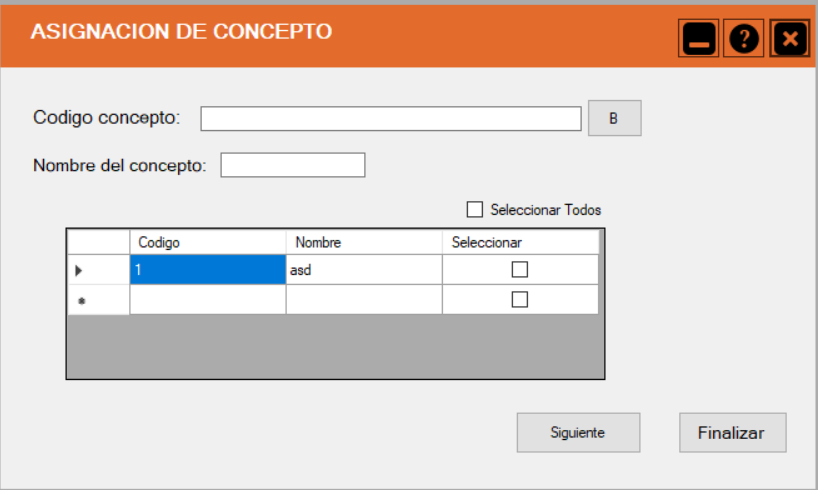 ASIGNACION DE CONCEPTO
?
Codigo concepto:
B
Nombre del concepto:
Seleccionar Todos
Codigo Nombre Seleccionar
1 asd
Siguiente Finalizar